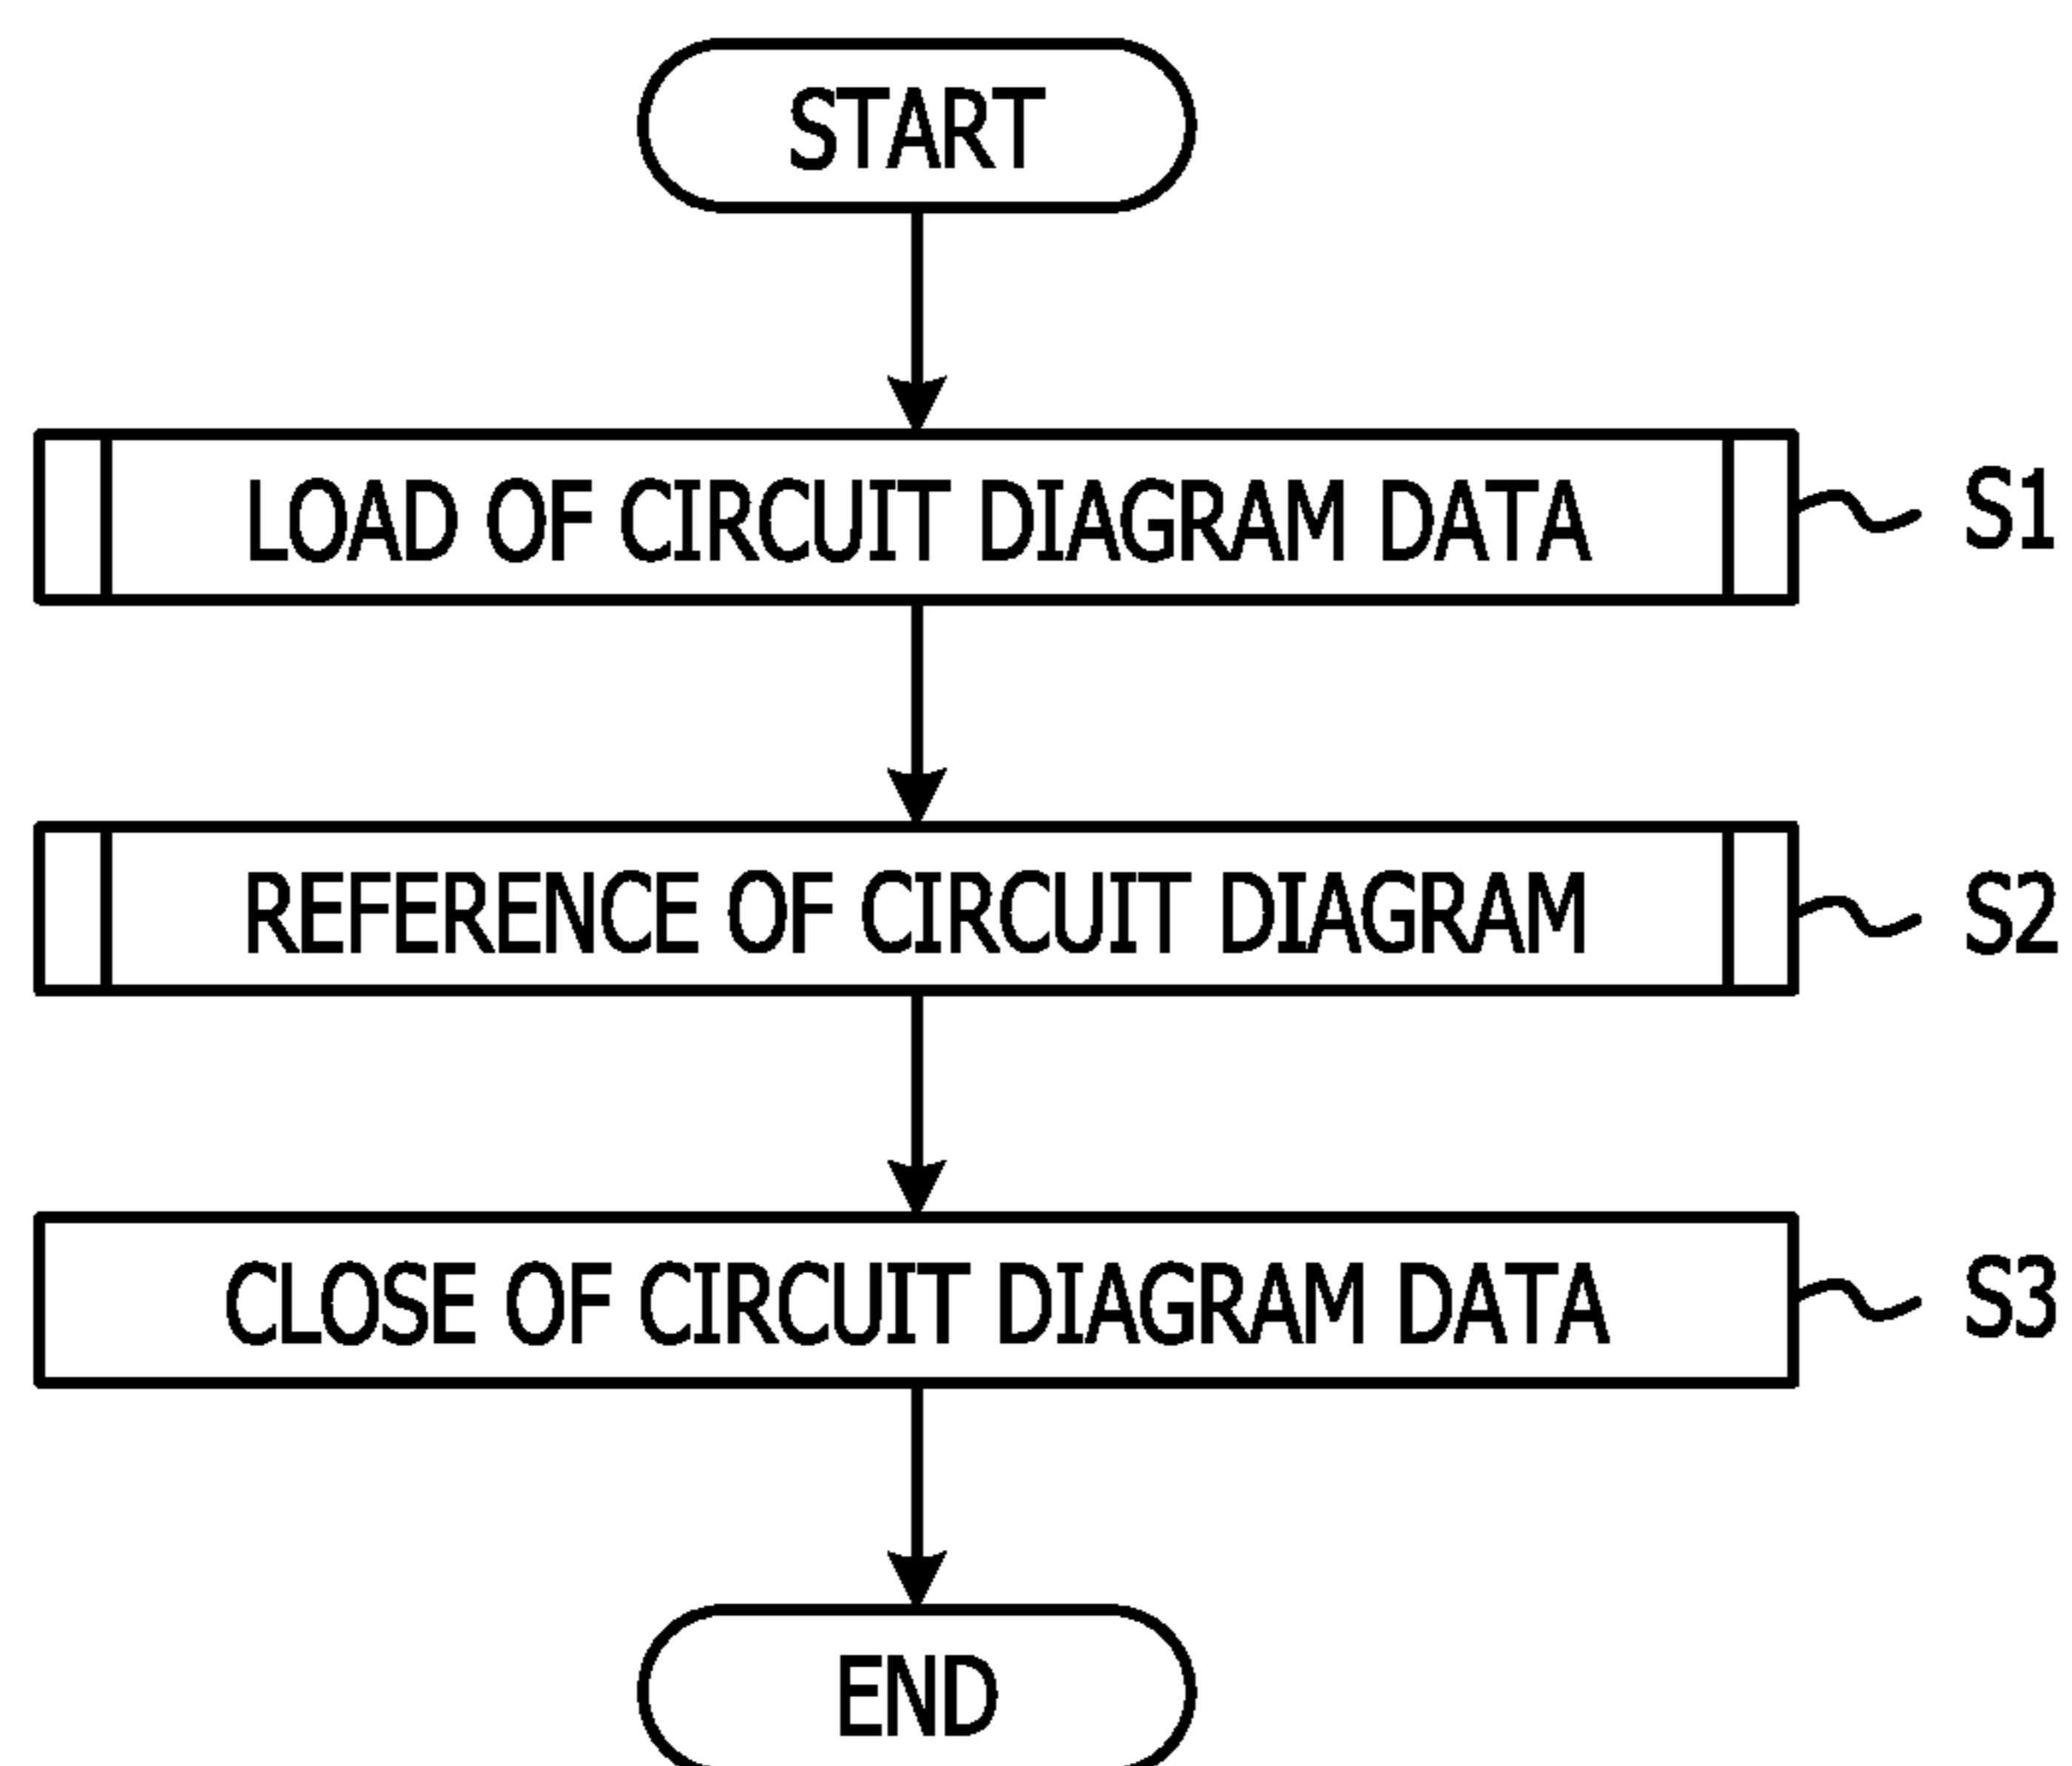 START
LOAD OF CIRCUIT DIAGRAM DATA S1
REFERENCE OF CIRCUIT DIAGRAM S2
CLOSE OF CIRCUIT DIAGRAM DATA S3
END